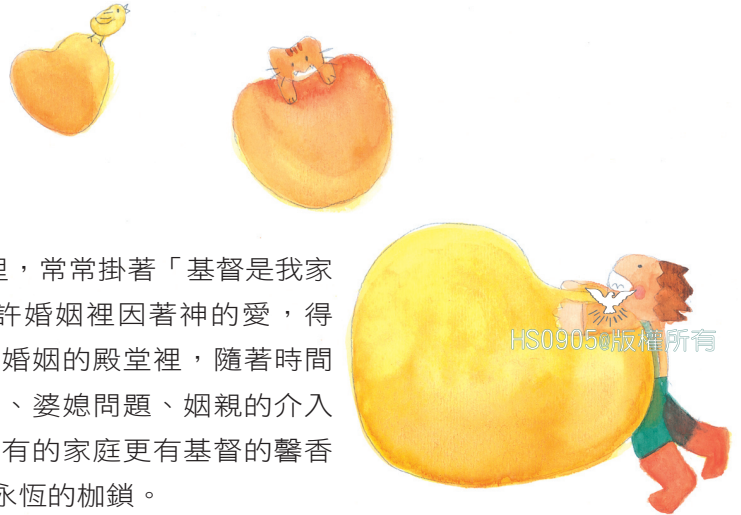 裡，常常掛著「基督是我家
許婚姻裡因著神的愛，得
婚姻的殿堂裡，隨著時間
、婆媳問題、姻親的介入
有的家庭更有基督的馨香
永恆的枷鎖。
HS0905@版權所有